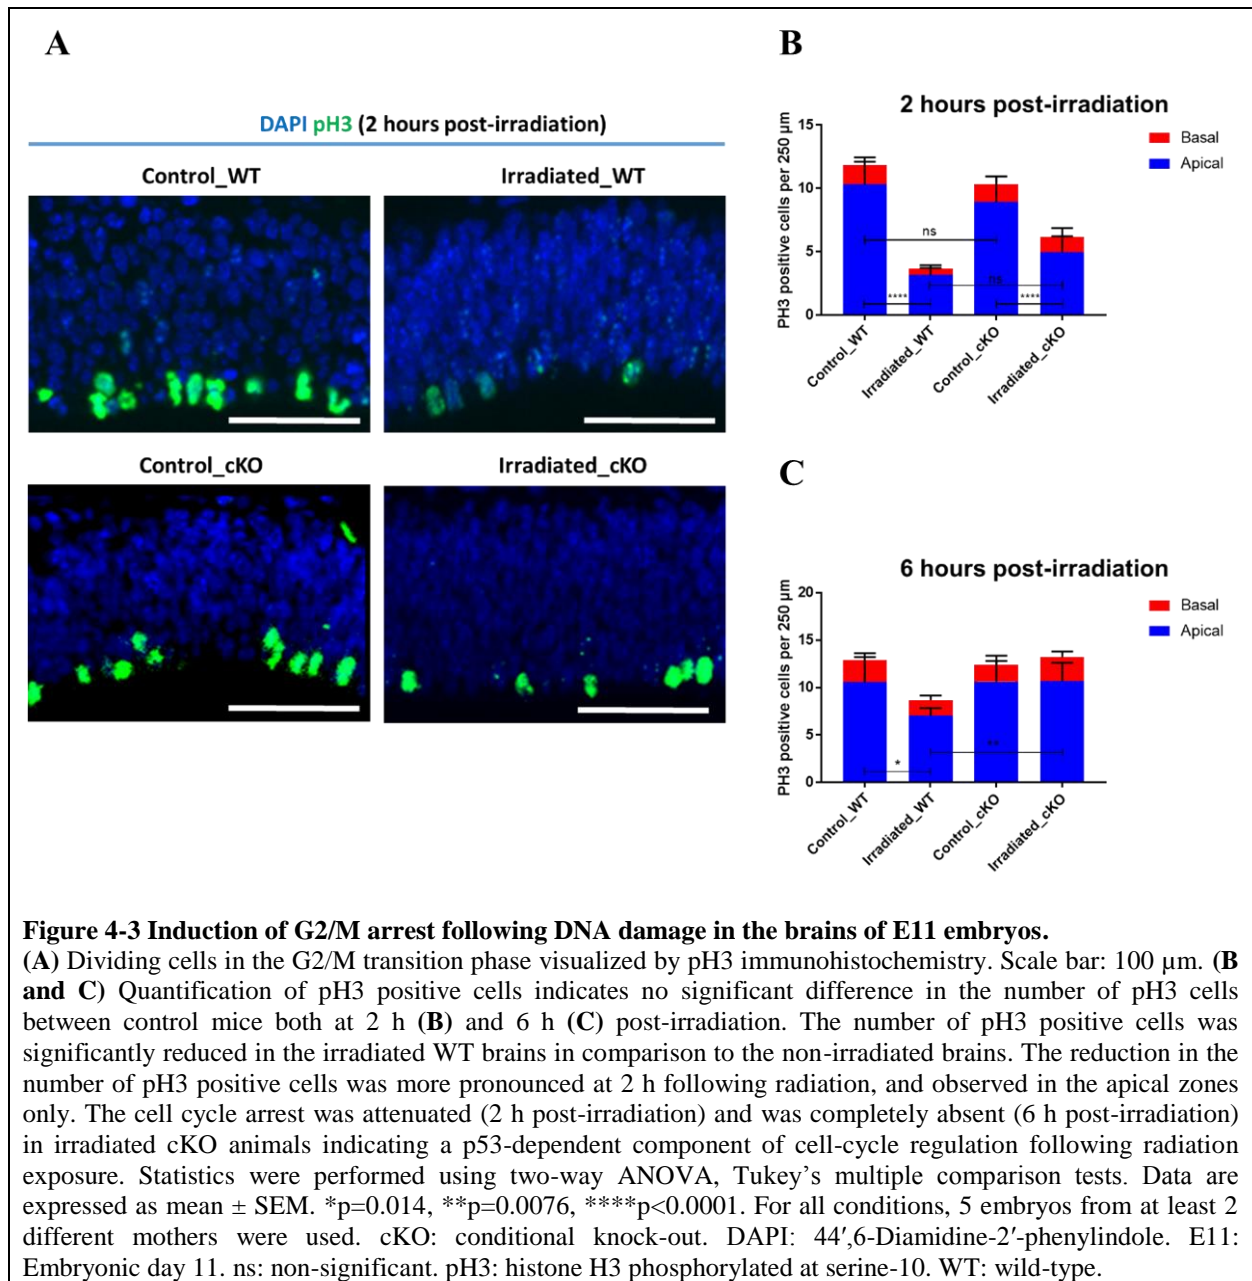 A
DAPI pH3 (2 hours post-irradiation)
Control_WT
Irradiated_WT
Control_cKO
Irradiated_cKO
B
2 hours post-irradiation
PH3 positive cells per 250 µm
15
10
5
0
Basal
Apical
ns
ns
****
****
Control_WT
Irradiated_WT
Control_cKO
Irradiated_cKO
C
6 hours post-irradiation
PH3 positive cells per 250 µm
20
15
10
5
0
Basal
Apical
*
**
Control_WT
Irradiated_WT
Control_cKO
Irradiated_cKO
Figure 4-3 Induction of G2/M arrest following DNA damage in the brains of E11 embryos.
(A) Dividing cells in the G2/M transition phase visualized by pH3 immunohistochemistry. Scale bar: 100 µm. (B
and C) Quantification of pH3 positive cells indicates no significant difference in the number of pH3 cells
between control mice both at 2 h (B) and 6 h (C) post-irradiation. The number of pH3 positive cells was
significantly reduced in the irradiated WT brains in comparison to the non-irradiated brains. The reduction in the
number of pH3 positive cells was more pronounced at 2 h following radiation, and observed in the apical zones
only. The cell cycle arrest was attenuated (2 h post-irradiation) and was completely absent (6 h post-irradiation)
in irradiated cKO animals indicating a p53-dependent component of cell-cycle regulation following radiation
exposure. Statistics were performed using two-way ANOVA, Tukey’s multiple comparison tests. Data are
expressed as mean ± SEM. *p=0.014, **p=0.0076, ****p<0.0001. For all conditions, 5 embryos from at least 2
different mothers were used. cKO: conditional knock-out. DAPI: 44′,6-Diamidine-2′-phenylindole. E11:
Embryonic day 11. ns: non-significant. pH3: histone H3 phosphorylated at serine-10. WT: wild-type.